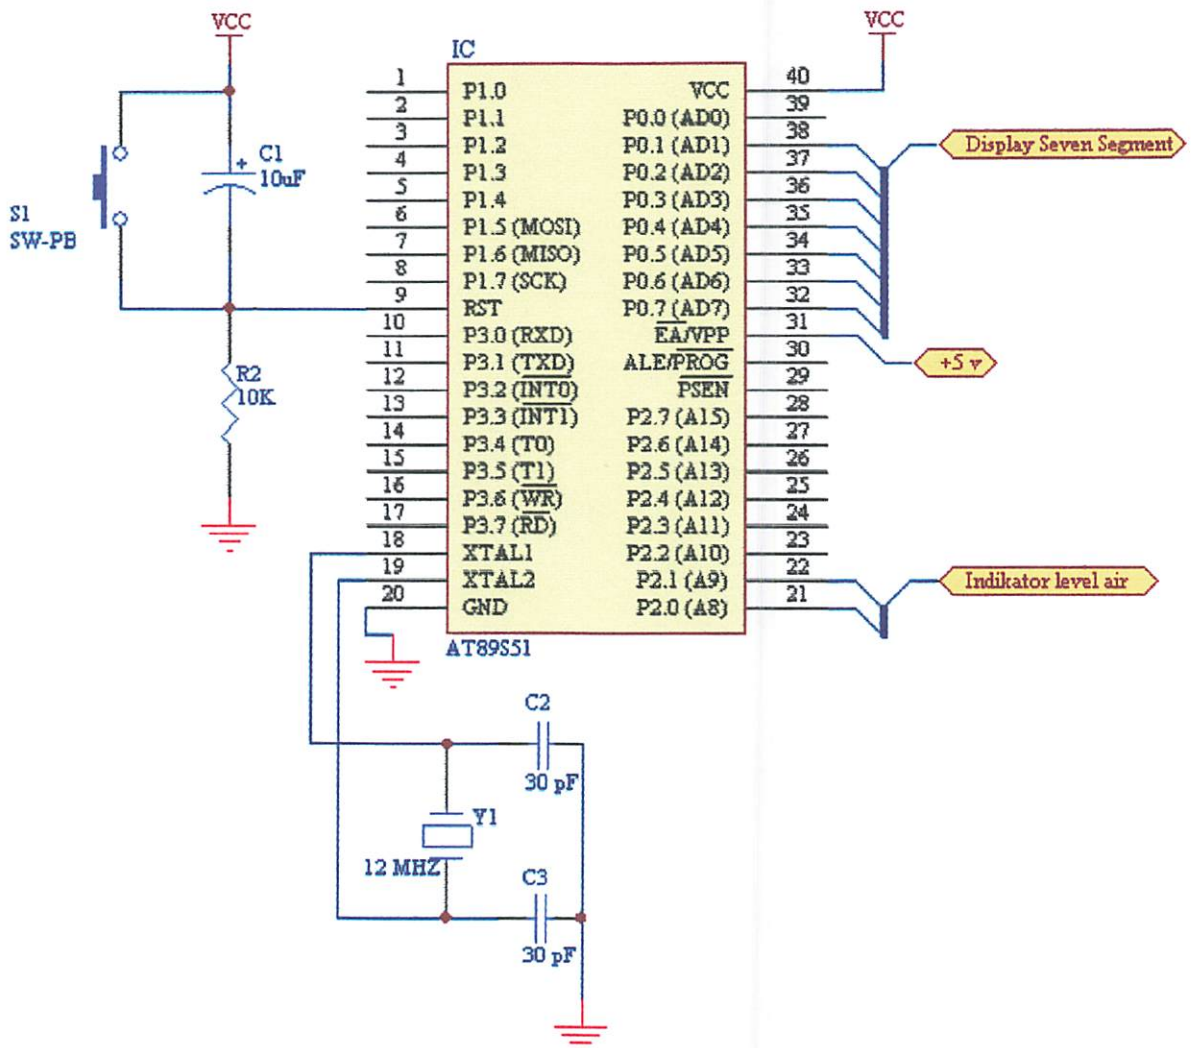 VCC
C1
10uF
S1
SW-PB
R2
10K
IC
1 P1.0
2 P1.1
3 P1.2
4 P1.3
5 P1.4
6 P1.5 (MOSI)
7 P1.6 (MISO)
8 P1.7 (SCK)
9 RST
10 P3.0 (RXD)
11 P3.1 (TXD)
12 P3.2 (INT0)
13 P3.3 (INT1)
14 P3.4 (T0)
15 P3.5 (T1)
16 P3.6 (WR)
17 P3.7 (RD)
18 XTAL1
19 XTAL2
20 GND
VCC 40
P0.0 (AD0) 39
P0.1 (AD1) 38
P0.2 (AD2) 37
P0.3 (AD3) 36
P0.4 (AD4) 35
P0.5 (AD5) 34
P0.6 (AD6) 33
P0.7 (AD7) 32
EA/VPP 31
ALE/PROG 30
PSEN 29
P2.7 (A15) 28
P2.6 (A14) 27
P2.5 (A13) 26
P2.4 (A12) 25
P2.3 (A11) 24
P2.2 (A10) 23
P2.1 (A9) 22
P2.0 (A8) 21
AT89S51
VCC
Display Seven Segment
+5 v
Indikator level air
C2
30 pF
Y1
12 MHZ
C3
30 pF